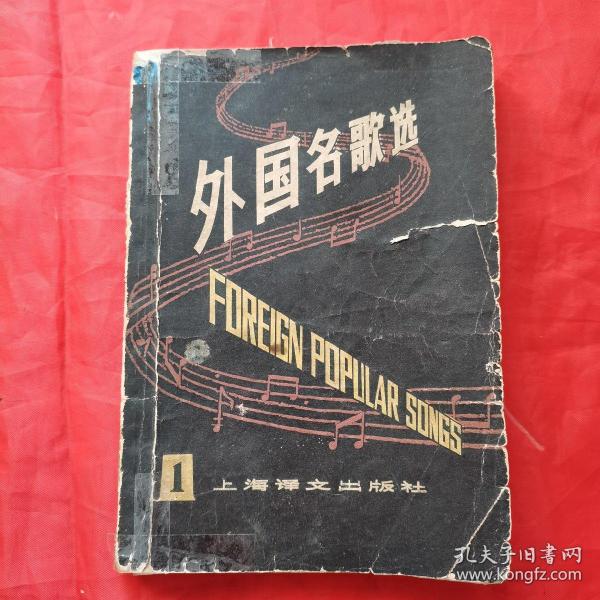 外国名歌选
FOREIGN POPULAR SONGS
1
上海译文出版社
孔夫子旧书网
www.kongfz.com